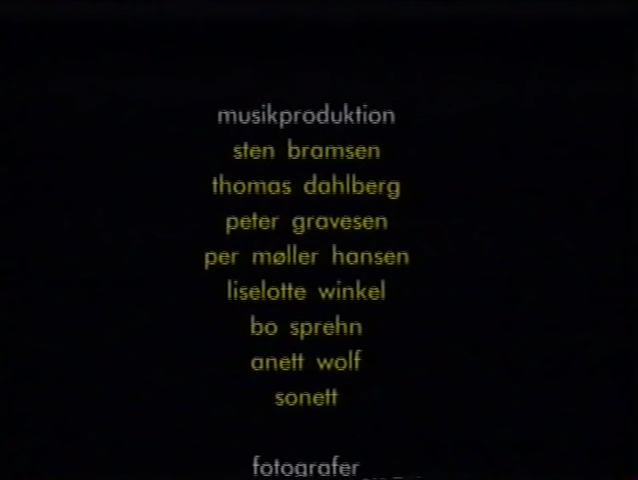 musikproduktion
sten bramsen
thomas dahlberg
peter gravesen
per møller hansen
liselotte winkel
bo sprehn
anett wolf
sonett
fotografer